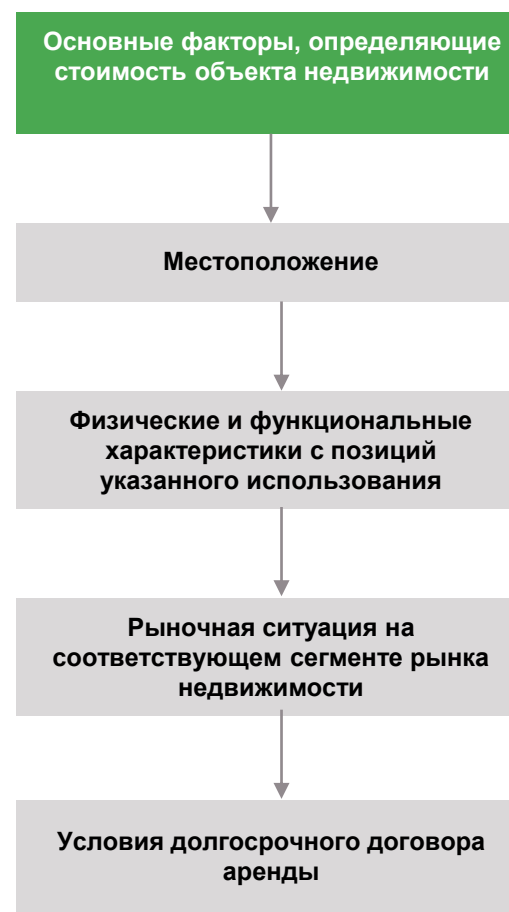 Основные факторы, определяющие
стоимость объекта недвижимости
Местоположение
Физические и функциональные
характеристики с позиций
указанного использования
Рыночная ситуация на
соответствующем сегменте рынка
недвижимости
Условия долгосрочного договора
аренды